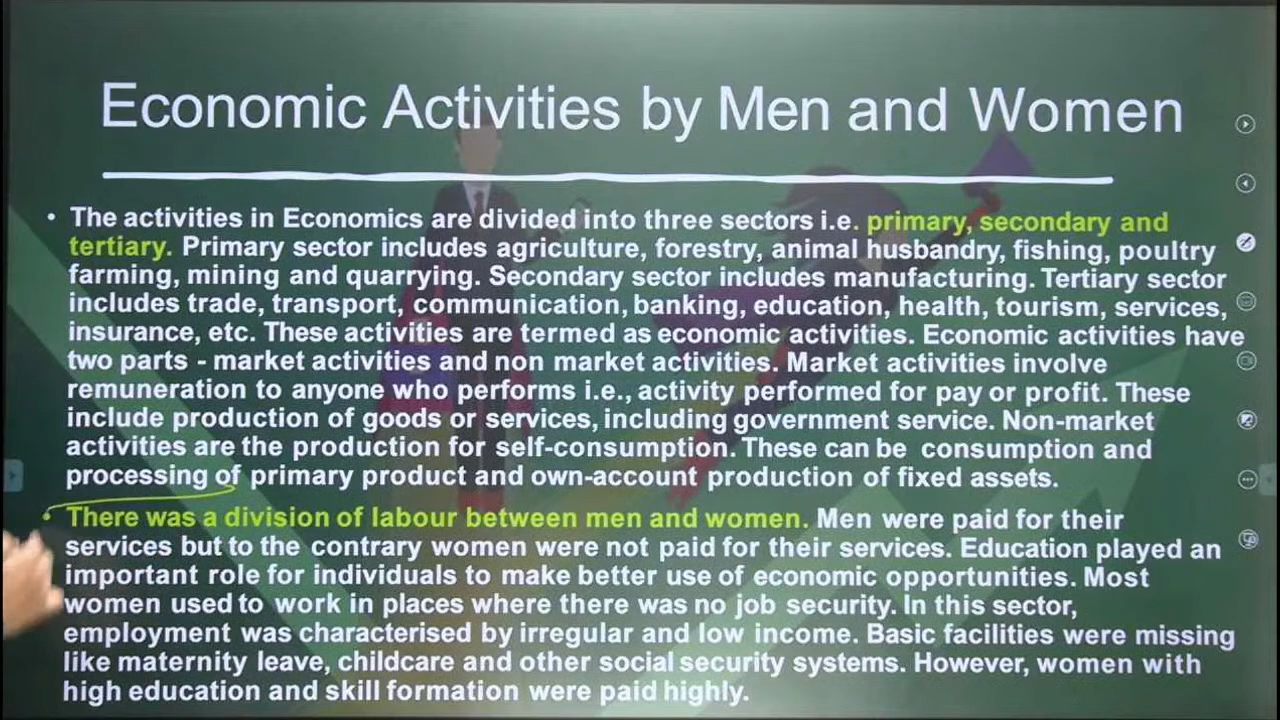 Economic Activities by Men and Women
• The activities in Economics are divided into three sectors i.e. primary, secondary and
tertiary. Primary sector includes agriculture, forestry, animal husbandry, fishing, poultry
farming, mining and quarrying. Secondary sector includes manufacturing. Tertiary sector
includes trade, transport, communication, banking, education, health, tourism, services,
insurance, etc. These activities are termed as economic activities. Economic activities have
two parts - market activities and non market activities. Market activities involve
remuneration to anyone who performs i.e., activity performed for pay or profit. These
include production of goods or services, including government service. Non-market
activities are the production for self-consumption. These can be consumption and
processing of primary product and own-account production of fixed assets.
• There was a division of labour between men and women. Men were paid for their
services but to the contrary women were not paid for their services. Education played an
important role for individuals to make better use of economic opportunities. Most
women used to work in places where there was no job security. In this sector,
employment was characterised by irregular and low income. Basic facilities were missing
like maternity leave, childcare and other social security systems. However, women with
high education and skill formation were paid highly.